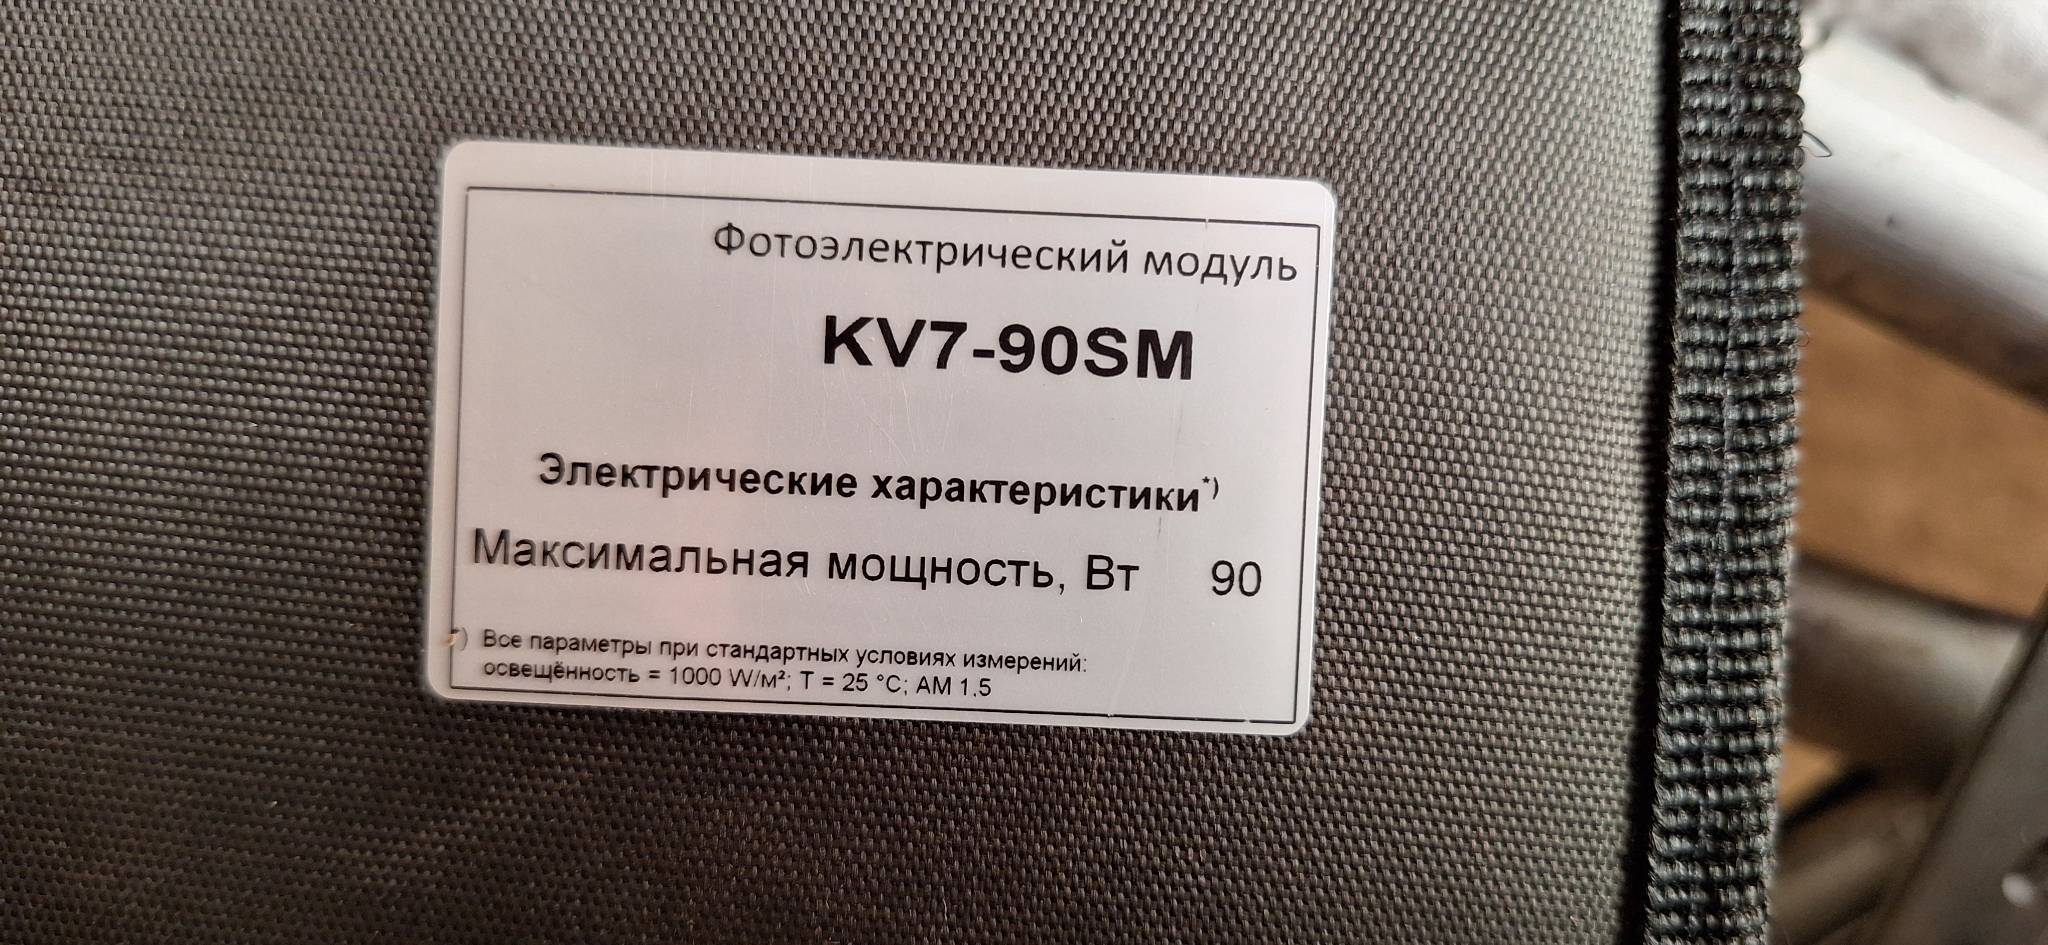 Фотоэлектрический модуль
KV7-90SM
Электрические характеристики*)
Максимальная мощность, Вт 90
*) Все параметры при стандартных условиях измерений:
освещённость = 1000 W/м²; T = 25 °C; AM 1.5